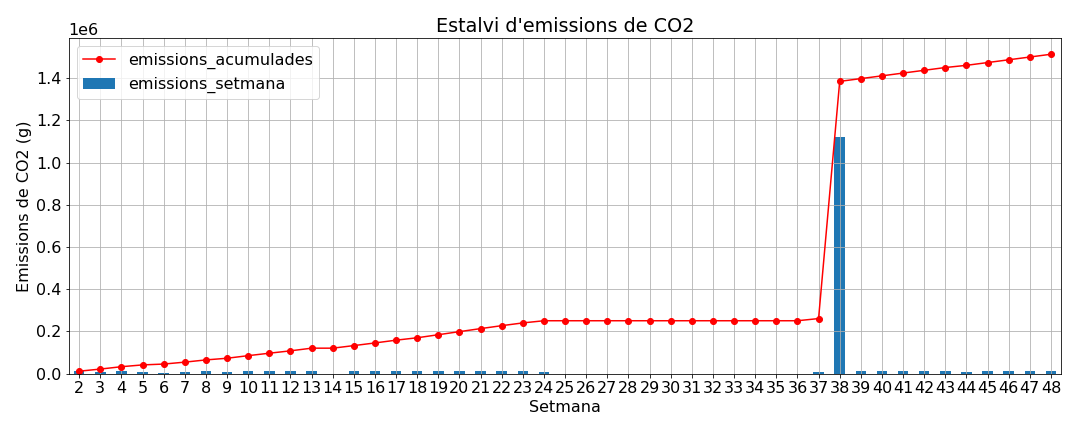 Estalvi d'emissions de CO2
1e6
emissions_acumulades
emissions_setmana
Emissions de CO2 (g)
1.4
1.2
1.0
0.8
0.6
0.4
0.2
0.0
2 3 4 5 6 7 8 9 10 11 12 13 14 15 16 17 18 19 20 21 22 23 24 25 26 27 28 29 30 31 32 33 34 35 36 37 38 39 40 41 42 43 44 45 46 47 48
Setmana